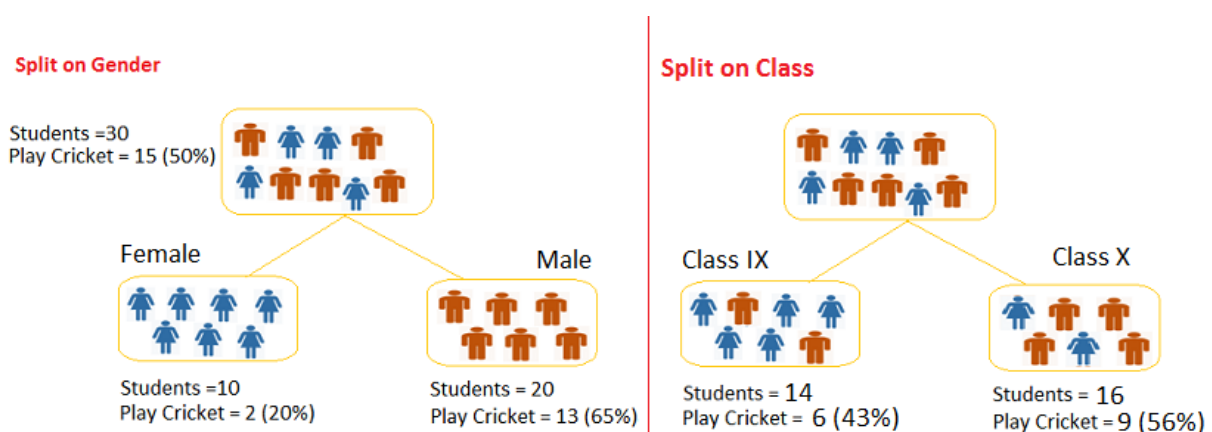 Split on Gender
Students =30
Play Cricket = 15 (50%)
Female
Male
Students =10
Play Cricket = 2 (20%)
Students =20
Play Cricket = 13 (65%)
Split on Class
Class IX
Class X
Students = 14
Play Cricket = 6 (43%)
Students = 16
Play Cricket = 9 (56%)